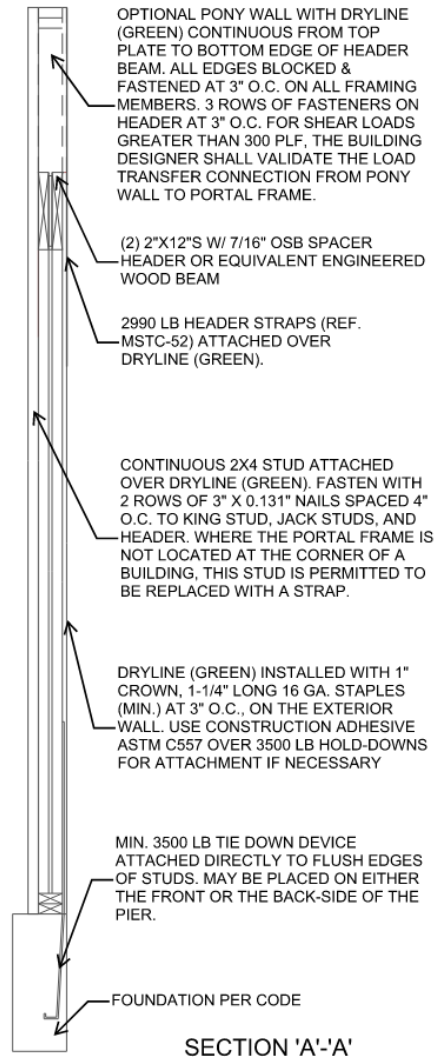 OPTIONAL PONY WALL WITH DRYLINE
(GREEN) CONTINUOUS FROM TOP
PLATE TO BOTTOM EDGE OF HEADER
BEAM. ALL EDGES BLOCKED &
FASTENED AT 3" O.C. ON ALL FRAMING
MEMBERS. 3 ROWS OF FASTENERS ON
HEADER AT 3" O.C. FOR SHEAR LOADS
GREATER THAN 300 PLF, THE BUILDING
DESIGNER SHALL VALIDATE THE LOAD
TRANSFER CONNECTION FROM PONY
WALL TO PORTAL FRAME.
(2) 2"X12"S W/ 7/16" OSB SPACER
HEADER OR EQUIVALENT ENGINEERED
WOOD BEAM
2990 LB HEADER STRAPS (REF.
MSTC-52) ATTACHED OVER
DRYLINE (GREEN).
CONTINUOUS 2X4 STUD ATTACHED
OVER DRYLINE (GREEN). FASTEN WITH
2 ROWS OF 3" X 0.131" NAILS SPACED 4"
O.C. TO KING STUD, JACK STUDS, AND
HEADER. WHERE THE PORTAL FRAME IS
NOT LOCATED AT THE CORNER OF A
BUILDING, THIS STUD IS PERMITTED TO
BE REPLACED WITH A STRAP.
DRYLINE (GREEN) INSTALLED WITH 1"
CROWN, 1-1/4" LONG 16 GA. STAPLES
(MIN.) AT 3" O.C., ON THE EXTERIOR
WALL. USE CONSTRUCTION ADHESIVE
ASTM C557 OVER 3500 LB HOLD-DOWNS
FOR ATTACHMENT IF NECESSARY
MIN. 3500 LB TIE DOWN DEVICE
ATTACHED DIRECTLY TO FLUSH EDGES
OF STUDS. MAY BE PLACED ON EITHER
THE FRONT OR THE BACK-SIDE OF THE
PIER.
FOUNDATION PER CODE
SECTION 'A'-'A'